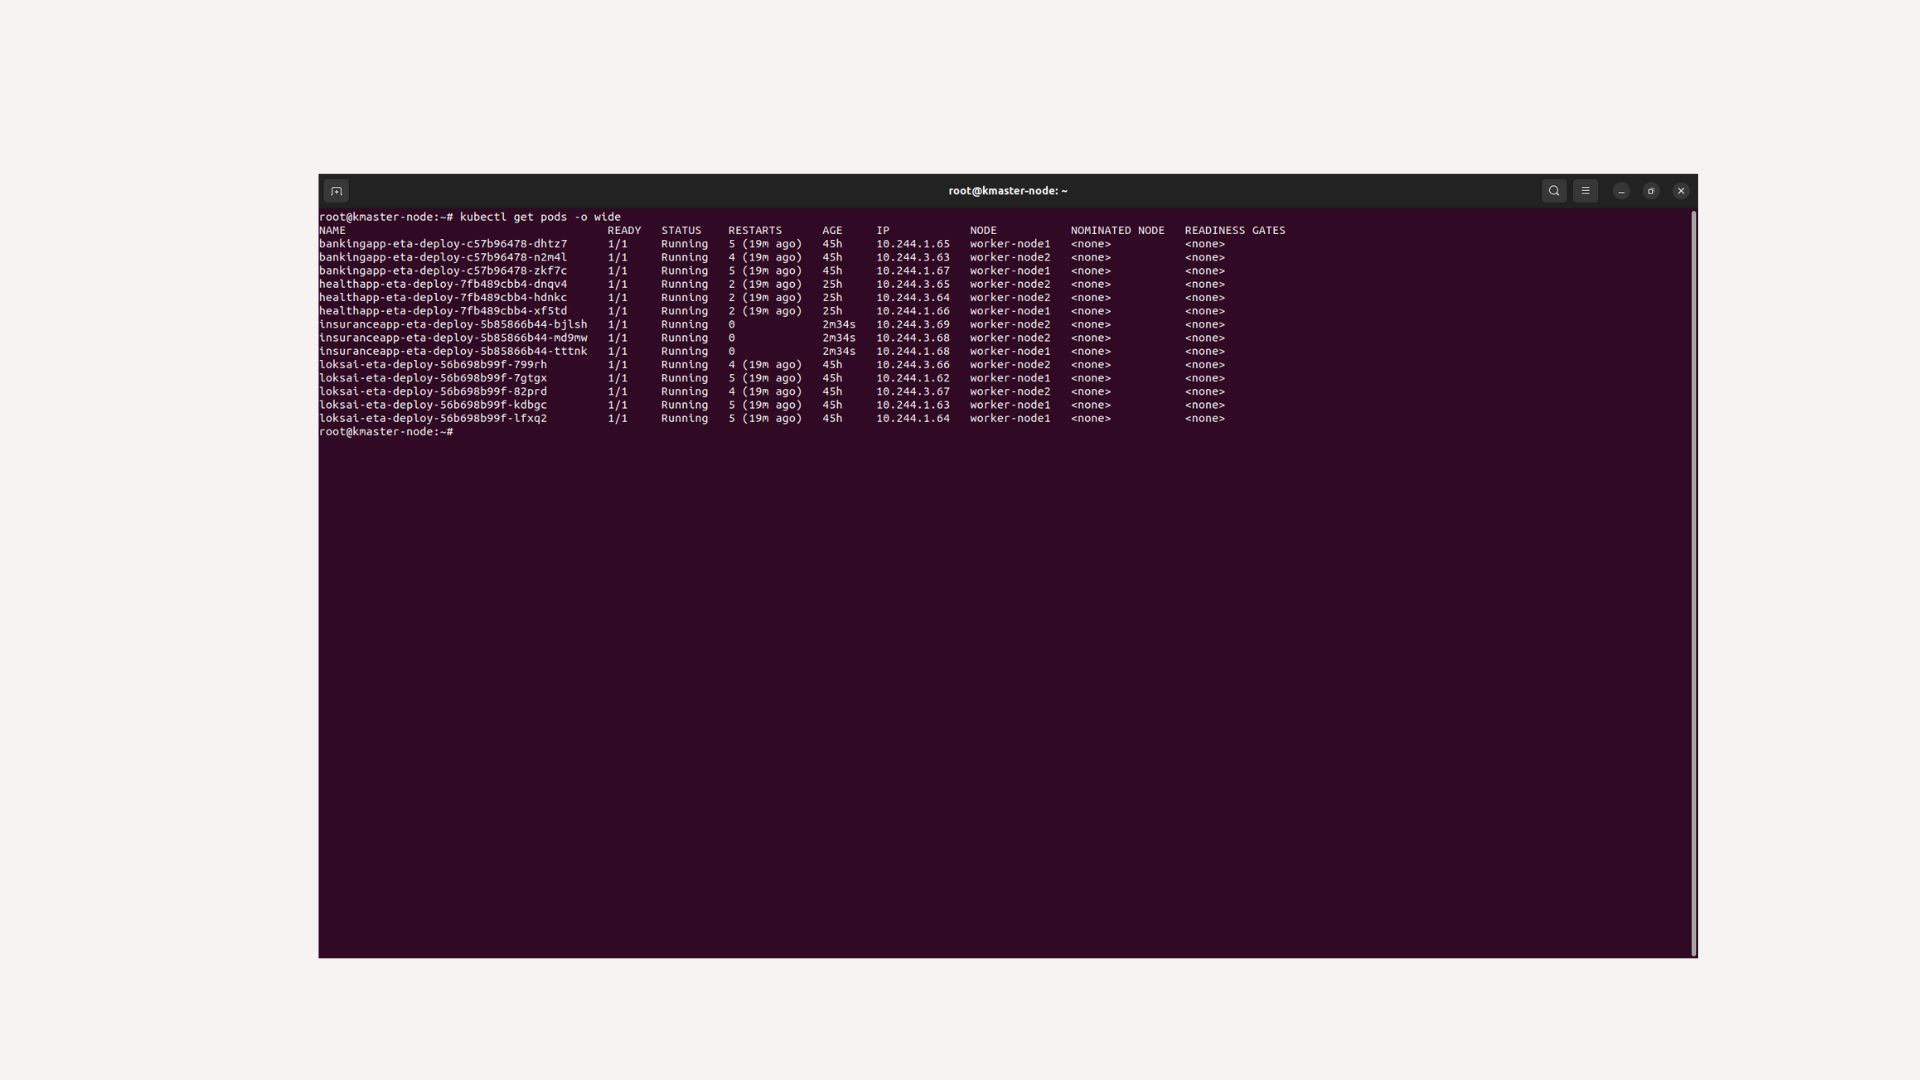 root@kmaster-node: ~
root@kmaster-node:~# kubectl get pods -o wide
NAME READY STATUS RESTARTS AGE IP NODE NOMINATED NODE READINESS GATES
bankingapp-eta-deploy-c57b96478-dhtz7 1/1 Running 5 (19m ago) 45h 10.244.1.65 worker-node1 <none> <none>
bankingapp-eta-deploy-c57b96478-n2m4l 1/1 Running 4 (19m ago) 45h 10.244.3.63 worker-node2 <none> <none>
bankingapp-eta-deploy-c57b96478-zkf7c 1/1 Running 5 (19m ago) 45h 10.244.1.67 worker-node1 <none> <none>
healthapp-eta-deploy-7fb489cbb4-dnqv4 1/1 Running 2 (19m ago) 25h 10.244.3.65 worker-node2 <none> <none>
healthapp-eta-deploy-7fb489cbb4-hdnkc 1/1 Running 2 (19m ago) 25h 10.244.3.64 worker-node2 <none> <none>
healthapp-eta-deploy-7fb489cbb4-xf5td 1/1 Running 2 (19m ago) 25h 10.244.1.66 worker-node1 <none> <none>
insuranceapp-eta-deploy-5b85866b44-bjlsh 1/1 Running 0 2m34s 10.244.3.69 worker-node2 <none> <none>
insuranceapp-eta-deploy-5b85866b44-md9mw 1/1 Running 0 2m34s 10.244.3.68 worker-node2 <none> <none>
insuranceapp-eta-deploy-5b85866b44-tttnk 1/1 Running 0 2m34s 10.244.1.68 worker-node1 <none> <none>
loksai-eta-deploy-56b698b99f-799rh 1/1 Running 4 (19m ago) 45h 10.244.3.66 worker-node2 <none> <none>
loksai-eta-deploy-56b698b99f-7gtgx 1/1 Running 5 (19m ago) 45h 10.244.1.62 worker-node1 <none> <none>
loksai-eta-deploy-56b698b99f-82prd 1/1 Running 4 (19m ago) 45h 10.244.3.67 worker-node2 <none> <none>
loksai-eta-deploy-56b698b99f-kdbgc 1/1 Running 5 (19m ago) 45h 10.244.1.63 worker-node1 <none> <none>
loksai-eta-deploy-56b698b99f-lfxq2 1/1 Running 5 (19m ago) 45h 10.244.1.64 worker-node1 <none> <none>
root@kmaster-node:~#